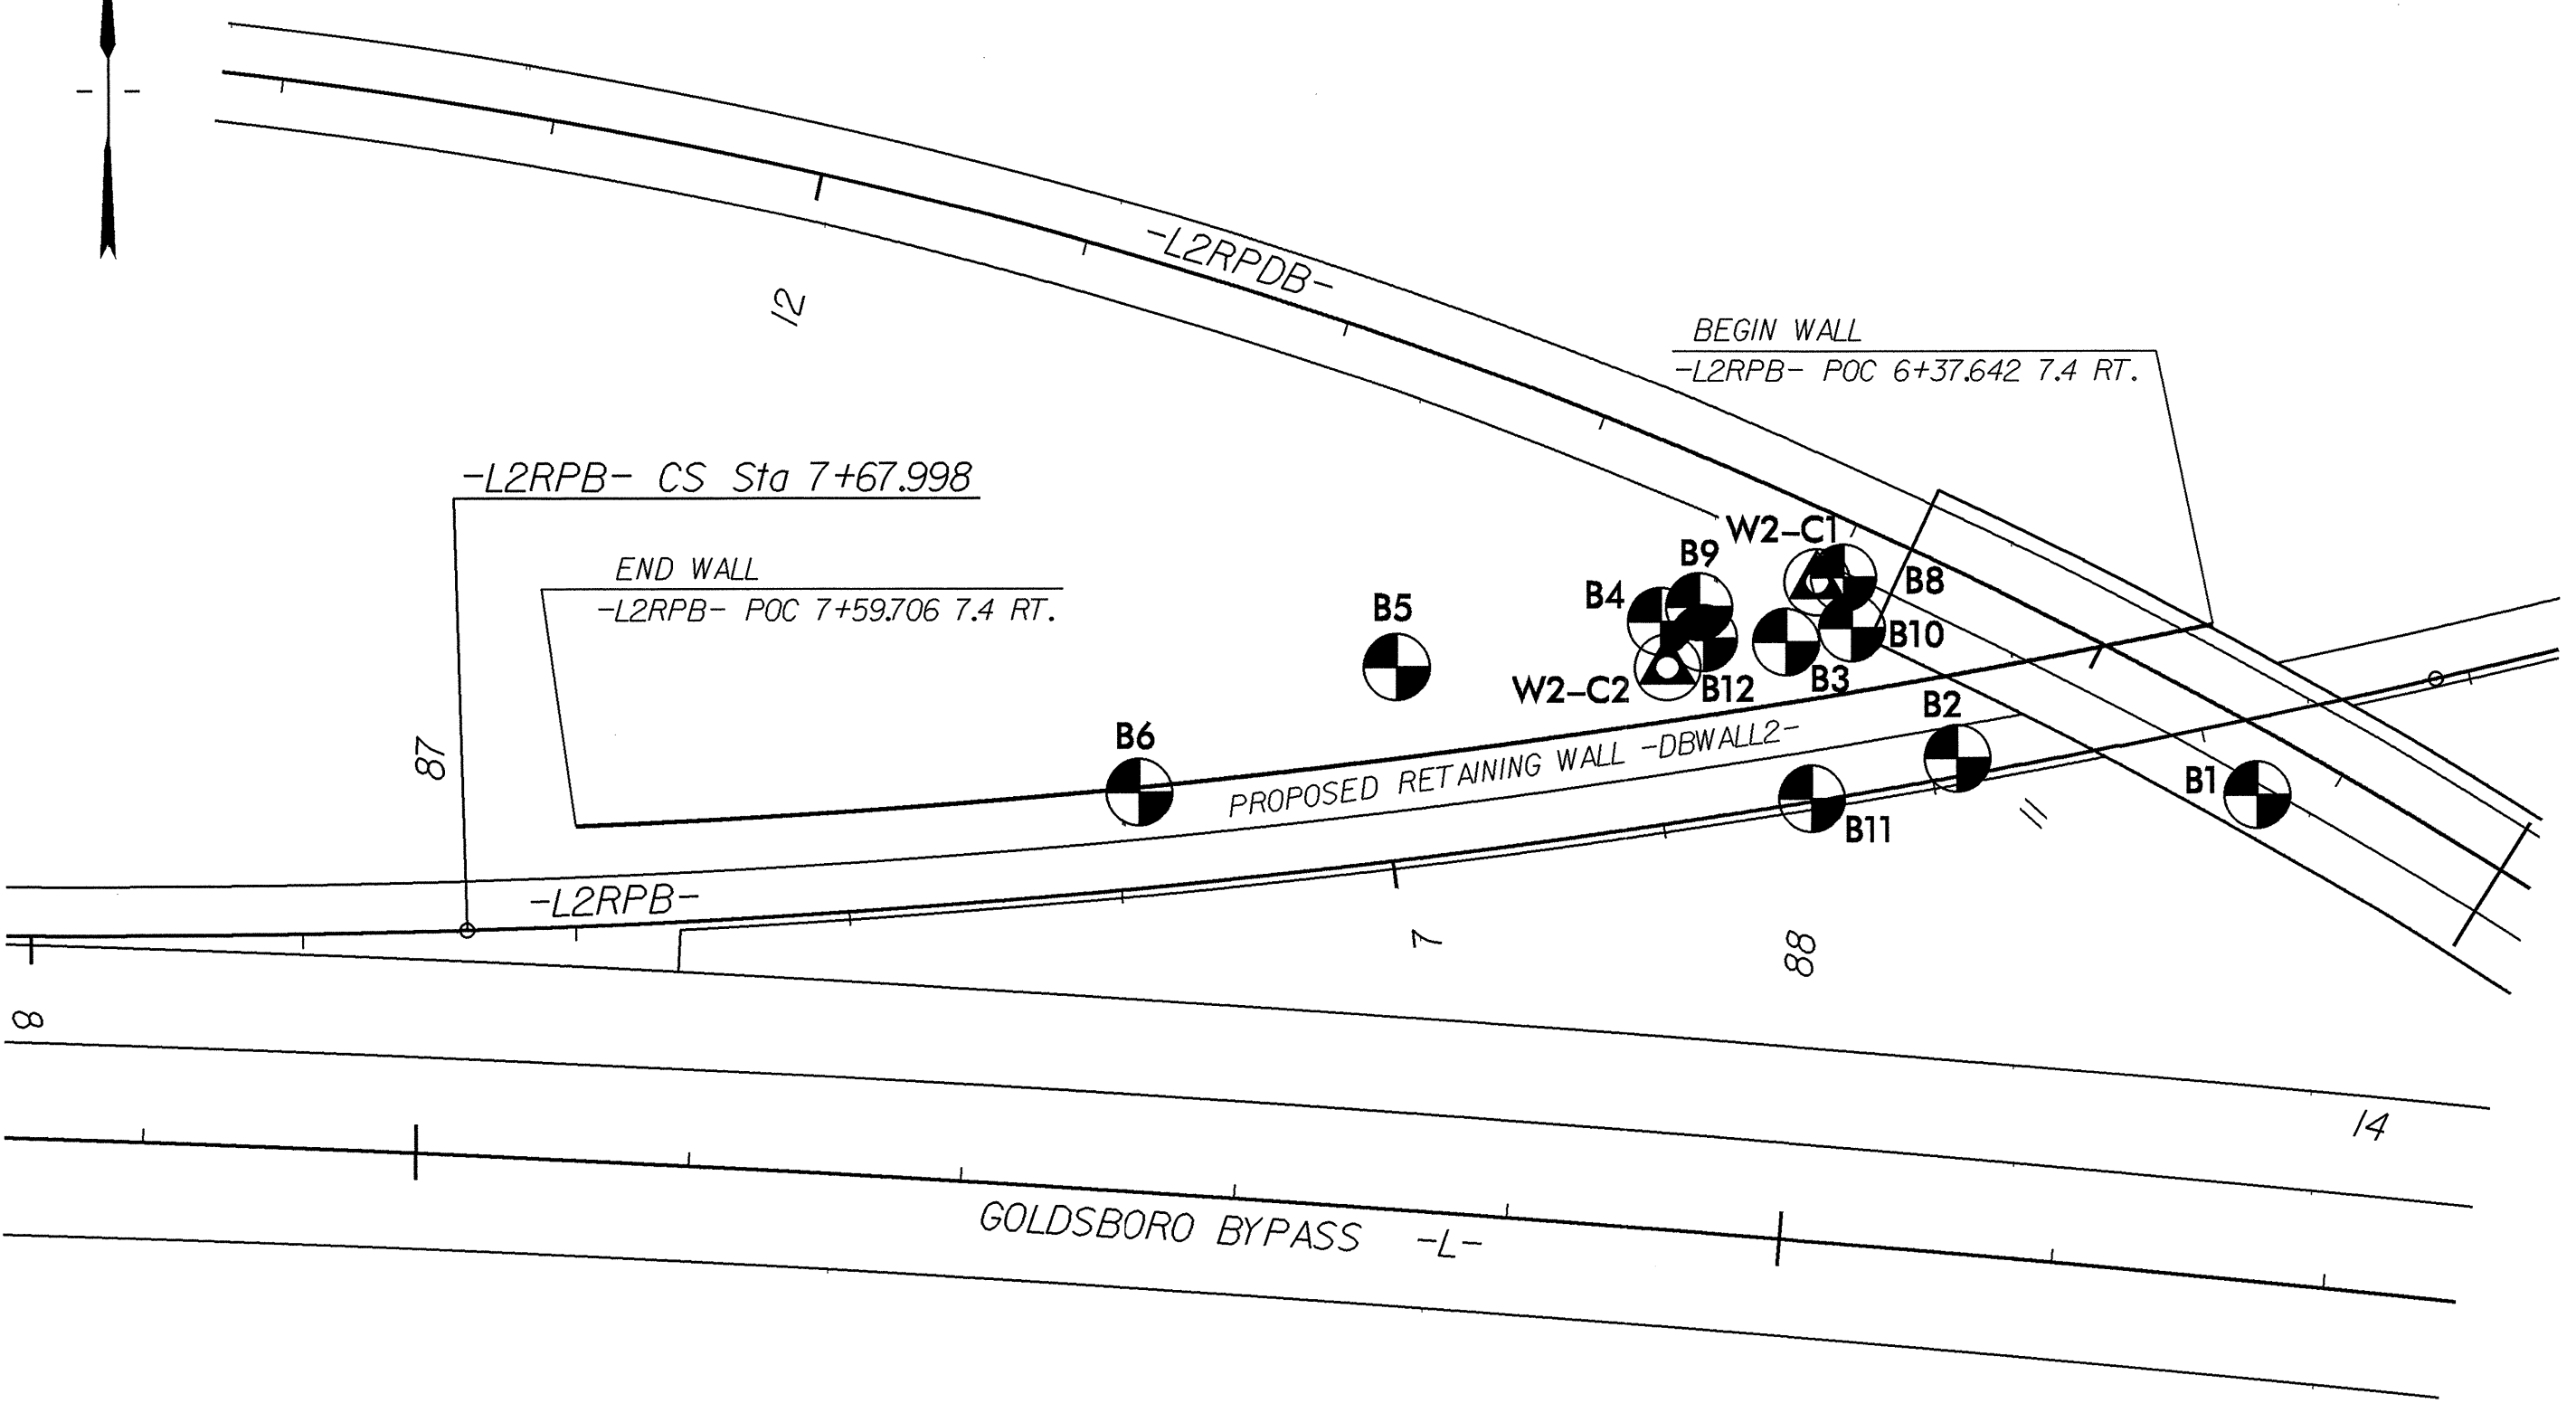 -L2RPDB-
12
BEGIN WALL
-L2RPB- POC 6+37.642 7.4 RT.
-L2RPB- CS Sta 7+67.998
END WALL
-L2RPB- POC 7+59.706 7.4 RT.
W2-C1
B9
B8
B4
B5
B10
B3
W2-C2
B12
B2
B6
87
PROPOSED RETAINING WALL -DBWALL2-
B1
11
B11
-L2RPB-
7
88
8
14
GOLDSBORO BYPASS -L-